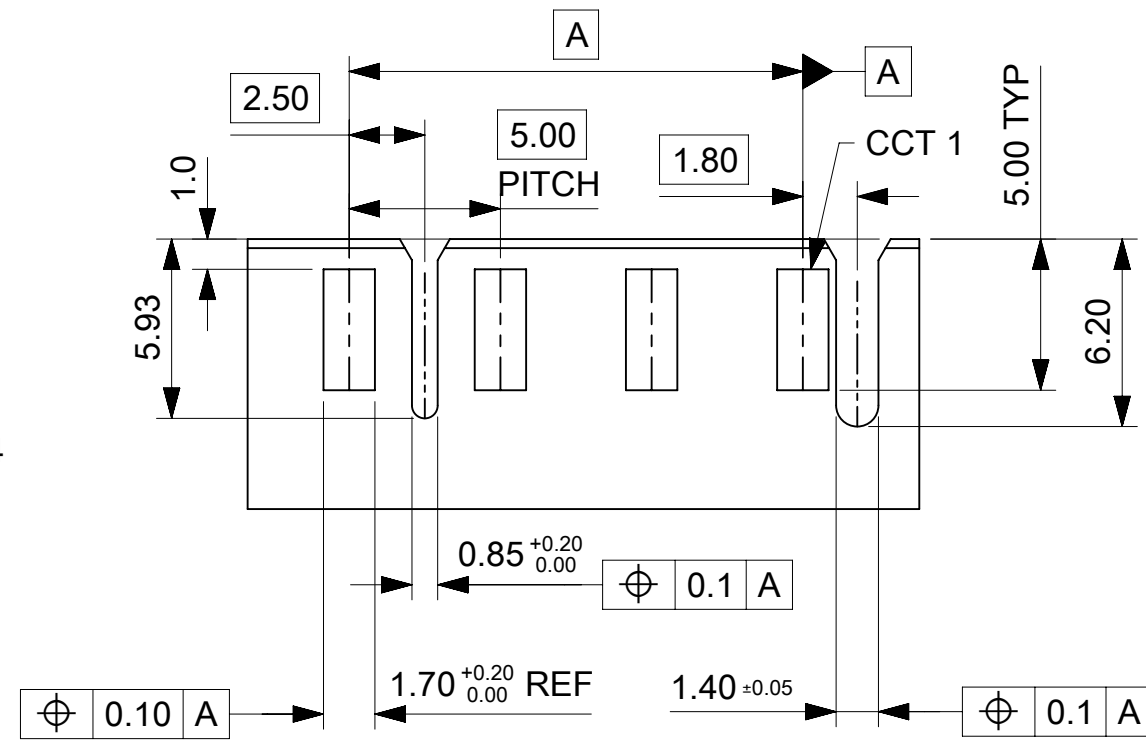 A
A
2.50
5.00
PITCH
1.80
CCT 1
5.00 TYP
1.0
5.93
6.20
0.85 +0.20 0.00
⌖ 0.1 A
1.70 +0.20 0.00 REF
1.40 ±0.05
⌖ 0.10 A
⌖ 0.1 A